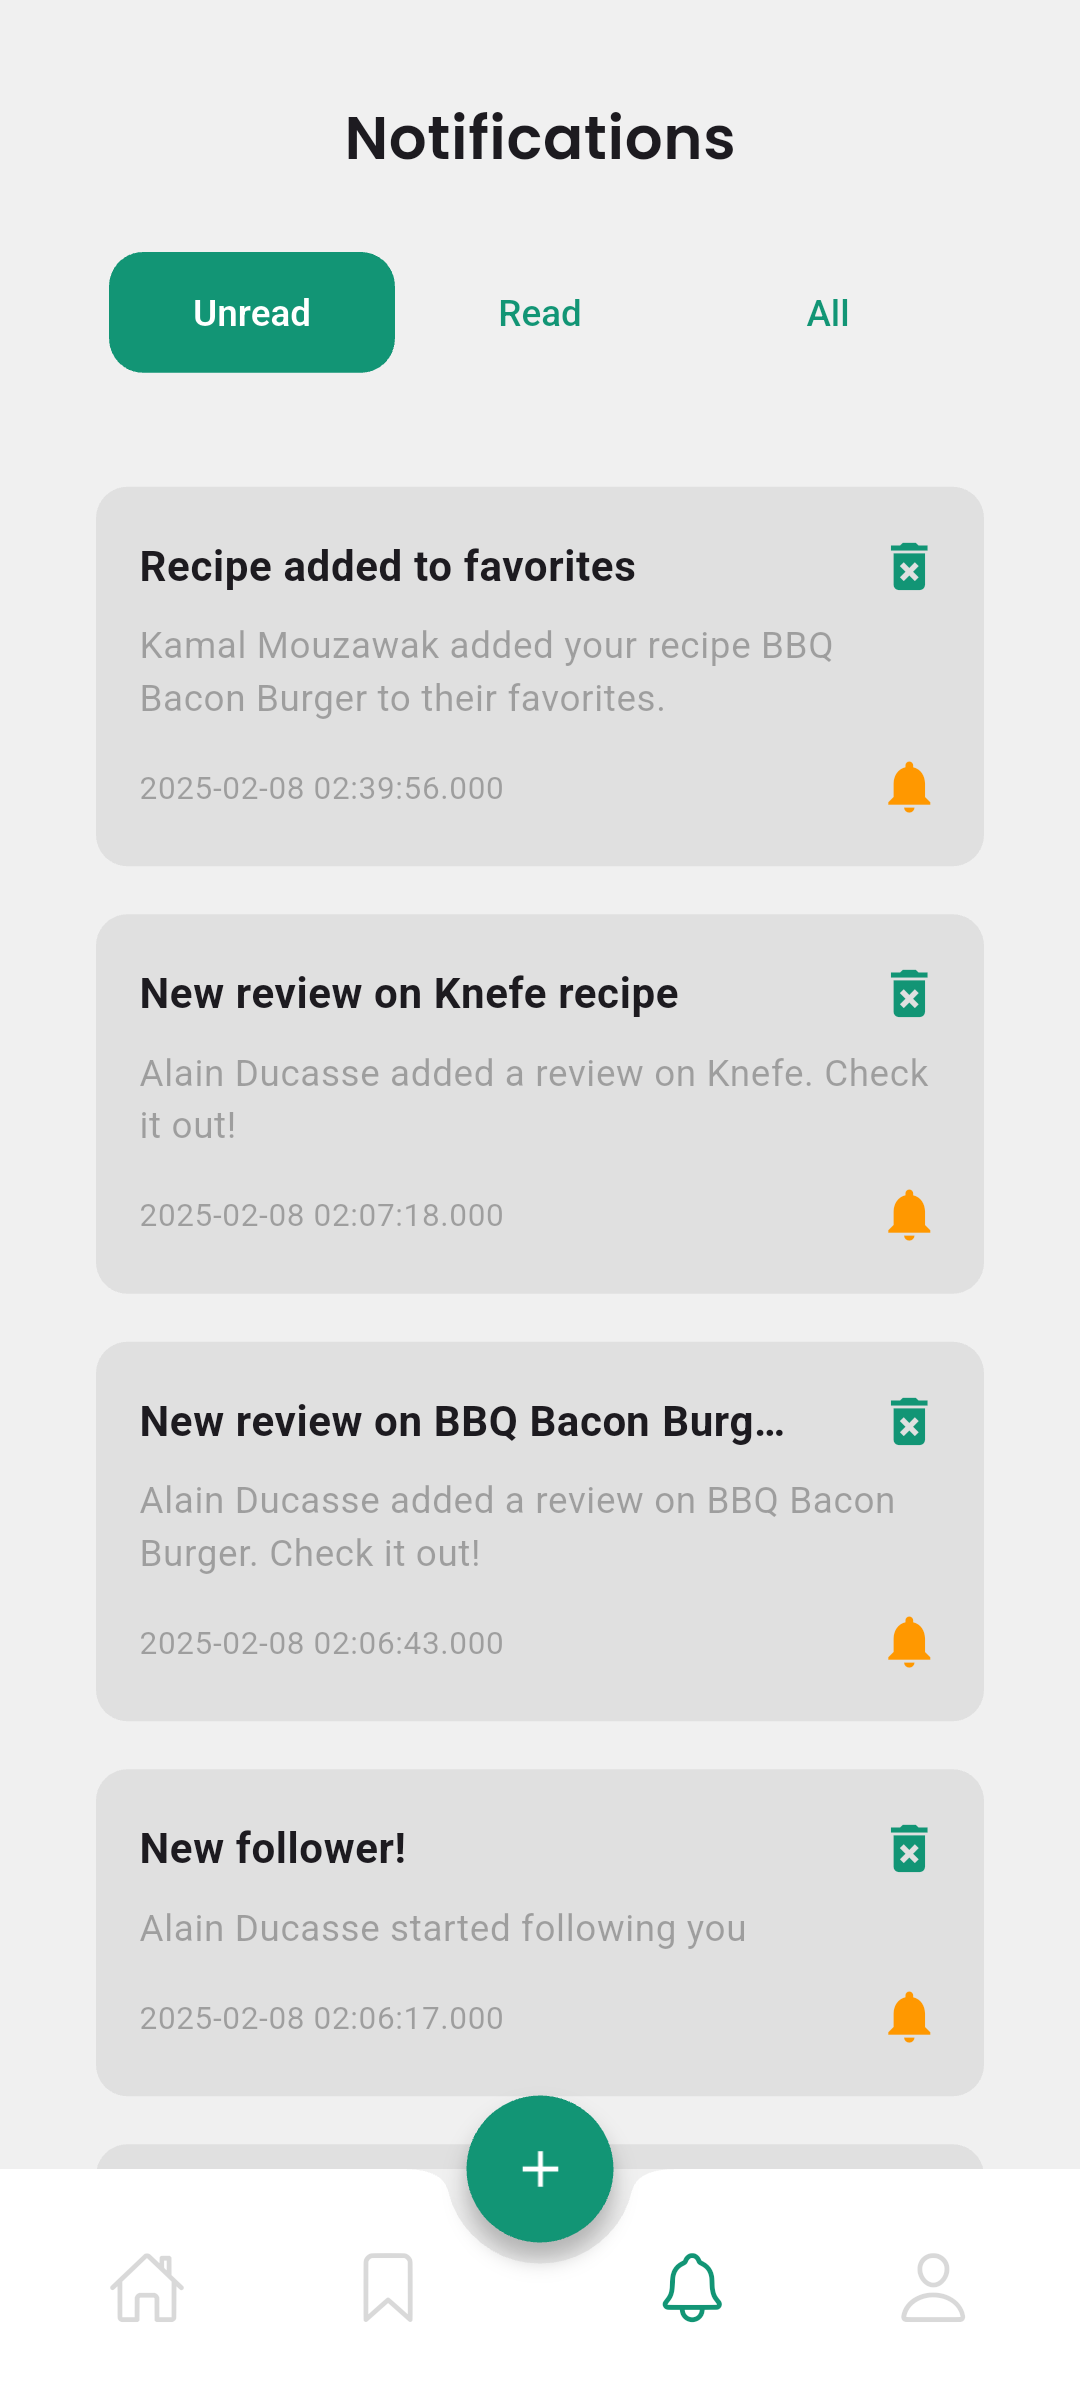 Notifications
Unread
Read
All
Recipe added to favorites
Kamal Mouzawak added your recipe BBQ
Bacon Burger to their favorites.
2025-02-08 02:39:56.000
New review on Knefe recipe
Alain Ducasse added a review on Knefe. Check
it out!
2025-02-08 02:07:18.000
New review on BBQ Bacon Burg…
Alain Ducasse added a review on BBQ Bacon
Burger. Check it out!
2025-02-08 02:06:43.000
New follower!
Alain Ducasse started following you
2025-02-08 02:06:17.000